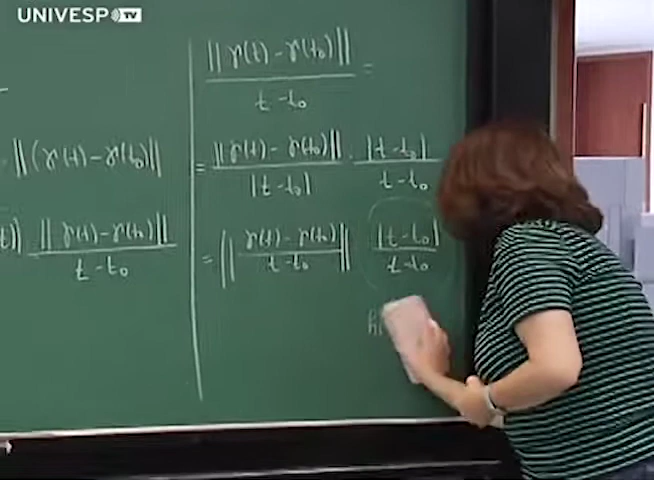 UNIVESP TV
||γ(t) - γ(t₀)|| / t - t₀ =
||(γ(t) - γ(t₀)||
= ||γ(t) - γ(t₀)|| / |t - t₀| · |t - t₀| / t - t₀
t)| ||γ(t) - γ(t₀)|| / t - t₀
= || γ(t) - γ(t₀) / t - t₀ || |t - t₀| / t - t₀